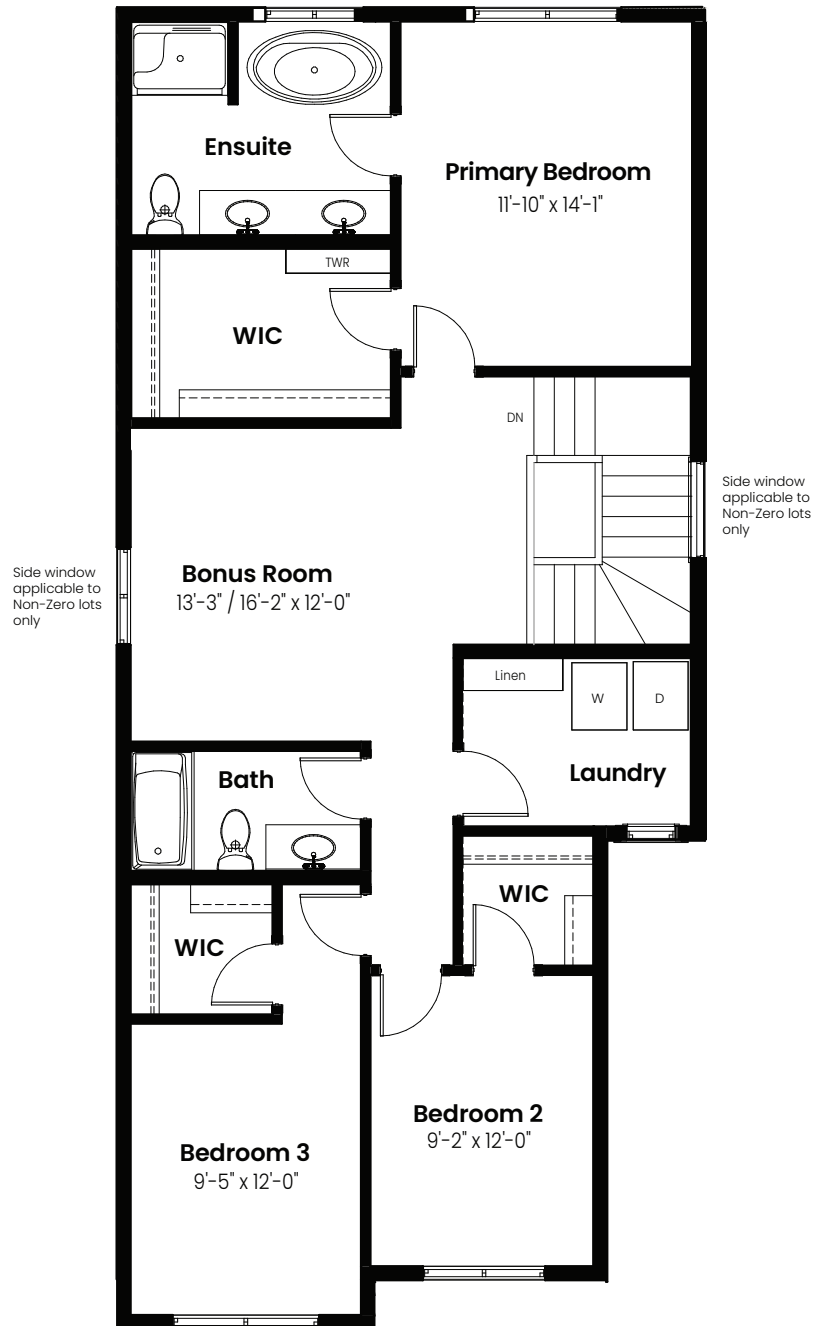 Ensuite
Primary Bedroom
11'-10" x 14'-1"
TWR
WIC
DN
Side window
applicable to
Non-Zero lots
only
Side window
applicable to
Non-Zero lots
only
Bonus Room
13'-3" / 16'-2" x 12'-0"
Linen
W
D
Bath
Laundry
WIC
WIC
Bedroom 2
9'-2" x 12'-0"
Bedroom 3
9'-5" x 12'-0"